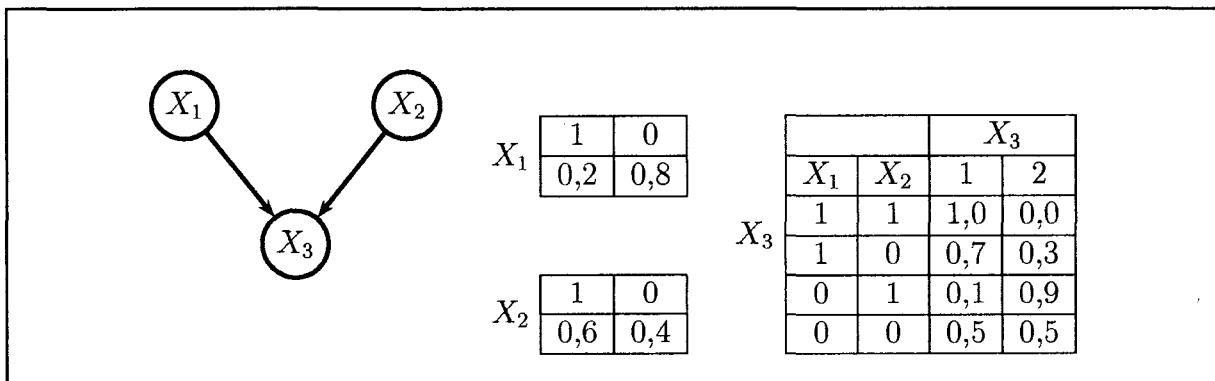 X₁ X₂
X₃
X₁
1 0
0,2 0,8
X₂
1 0
0,6 0,4
X₃
X₃
X₁ X₂ 1 2
1 1 1,0 0,0
1 0 0,7 0,3
0 1 0,1 0,9
0 0 0,5 0,5